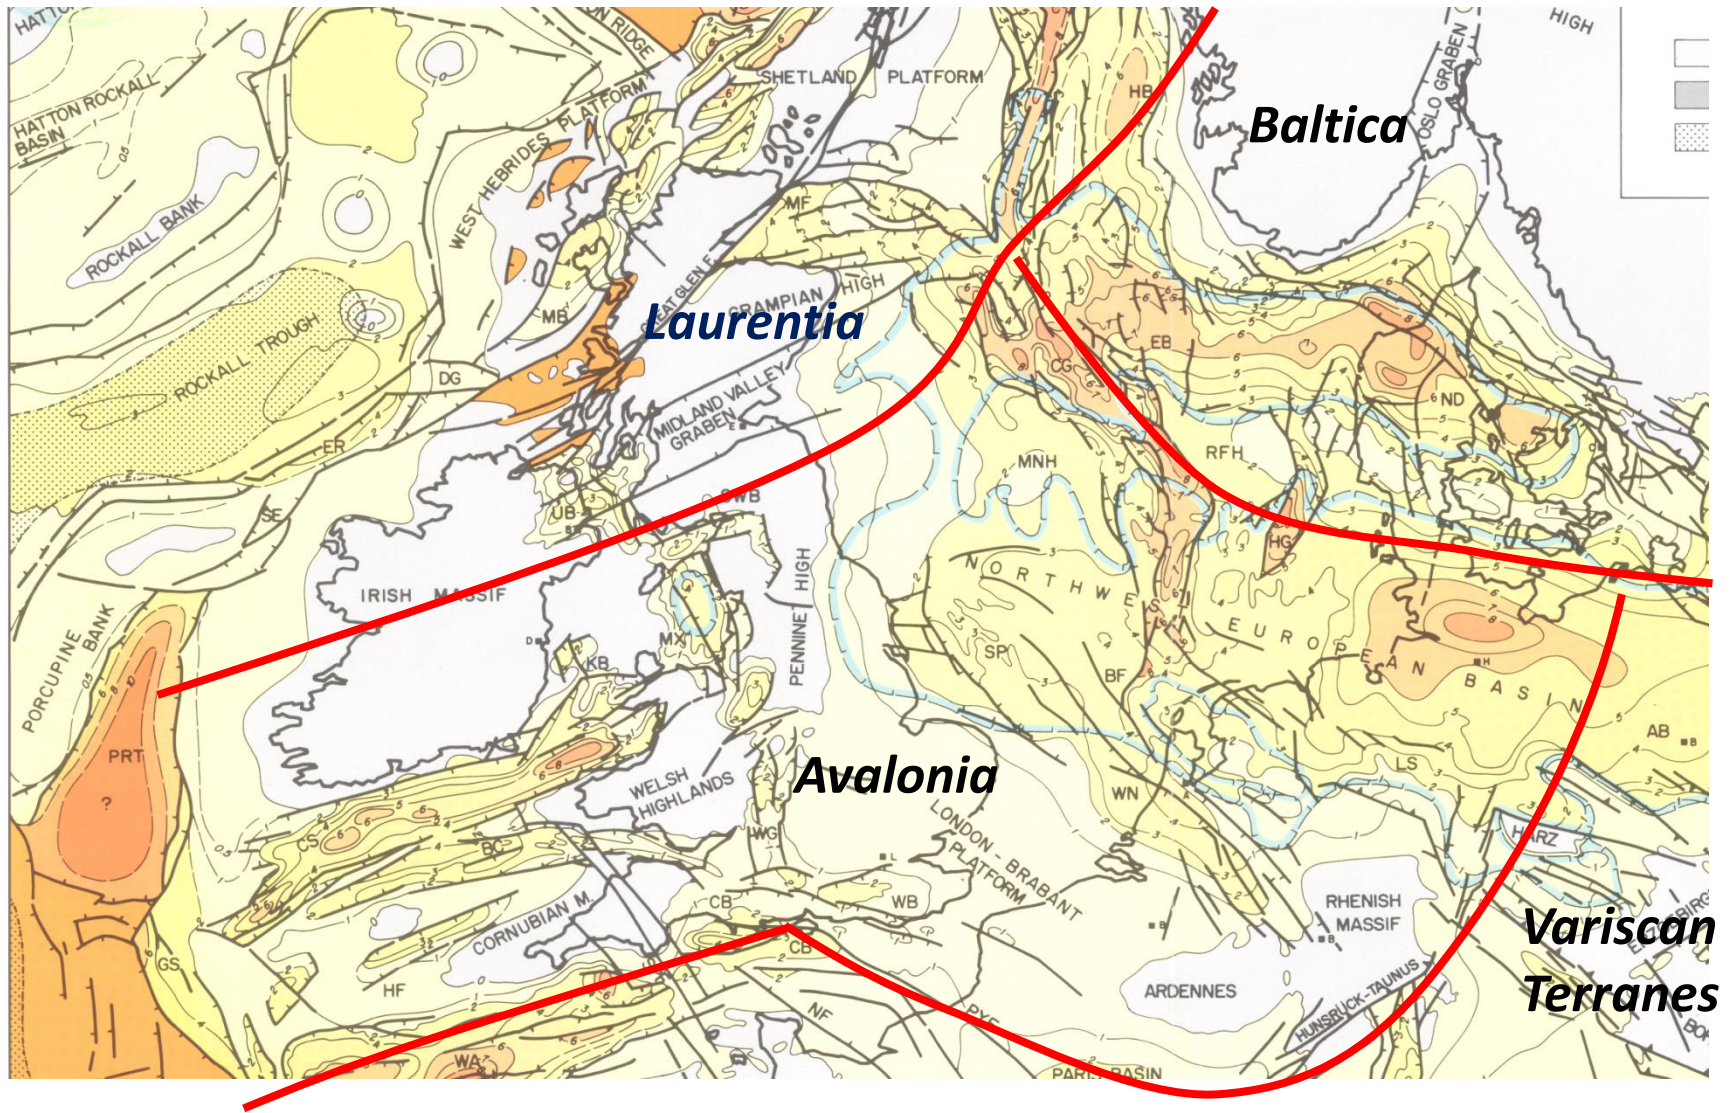 HIGH
SHETLAND PLATFORM
HB
OSLO GRABEN
Baltica
HATTON ROCKALL
BASIN
WEST HEBRIDES PLATFORM
ROCKALL BANK
MF
GREAT GLEN F.
GRAMPIAN HIGH
Laurentia
MB
ROCKALL TROUGH
DG
MIDLAND VALLEY
GRABEN
EB
CG
ND
ER
MNH
RFH
SE
UB
HG
IRISH MASSIF
PENNINE HIGH
NORTHWEST EUROPEAN BASIN
PORCUPINE
BANK
MX
KB
SP
BF
H
AB
B
PRT
?
LS
Avalonia
WELSH
HIGHLANDS
WN
LONDON - BRABANT
PLATFORM
HARZ
CS
BC
WG
L
CB
WB
RHENISH
MASSIF
CORNUBIAN M.
CB
B
B
Variscan
Terranes
GS
HF
NF
ARDENNES
HUNSRÜCK-TAUNUS
WA
PARIS BASIN